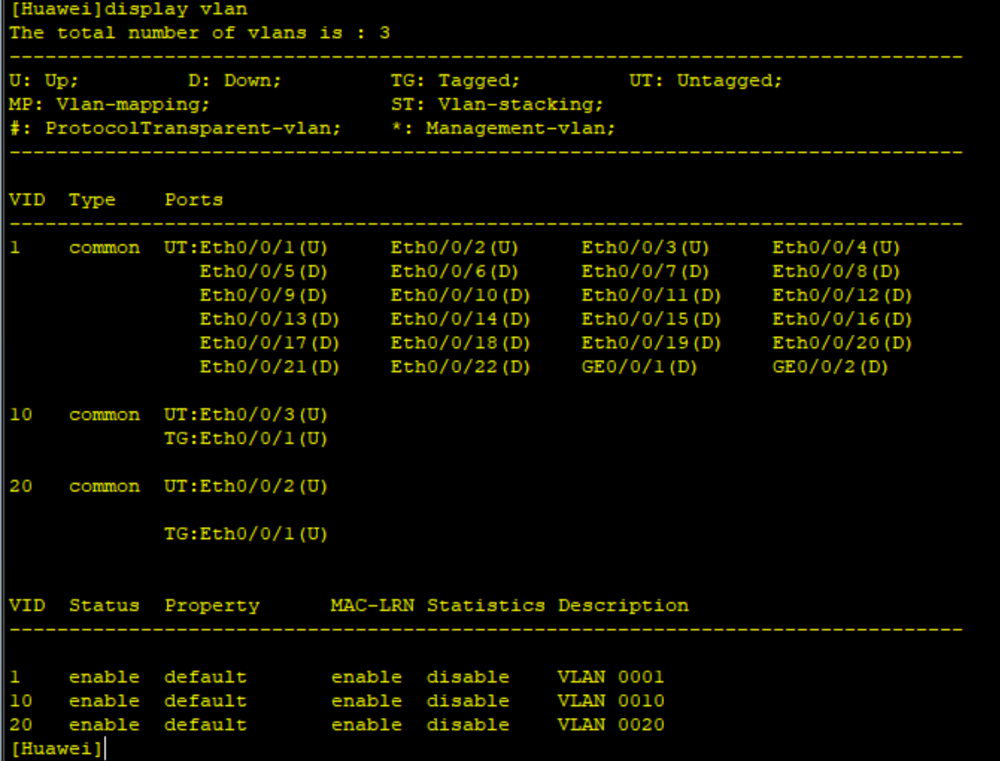 [Huawei]display vlan
The total number of vlans is : 3
--------------------------------------------------------------------------------
U: Up;         D: Down;         TG: Tagged;         UT: Untagged;
MP: Vlan-mapping;               ST: Vlan-stacking;
#: ProtocolTransparent-vlan;    *: Management-vlan;
--------------------------------------------------------------------------------
VID  Type    Ports
--------------------------------------------------------------------------------
1    common  UT:Eth0/0/1(U)     Eth0/0/2(U)     Eth0/0/3(U)     Eth0/0/4(U)
                Eth0/0/5(D)     Eth0/0/6(D)     Eth0/0/7(D)     Eth0/0/8(D)
                Eth0/0/9(D)     Eth0/0/10(D)    Eth0/0/11(D)    Eth0/0/12(D)
                Eth0/0/13(D)    Eth0/0/14(D)    Eth0/0/15(D)    Eth0/0/16(D)
                Eth0/0/17(D)    Eth0/0/18(D)    Eth0/0/19(D)    Eth0/0/20(D)
                Eth0/0/21(D)    Eth0/0/22(D)    GE0/0/1(D)      GE0/0/2(D)
10   common  UT:Eth0/0/3(U)
             TG:Eth0/0/1(U)
20   common  UT:Eth0/0/2(U)
             TG:Eth0/0/1(U)
VID  Status  Property      MAC-LRN Statistics Description
--------------------------------------------------------------------------------
1    enable  default       enable  disable    VLAN 0001
10   enable  default       enable  disable    VLAN 0010
20   enable  default       enable  disable    VLAN 0020
[Huawei]